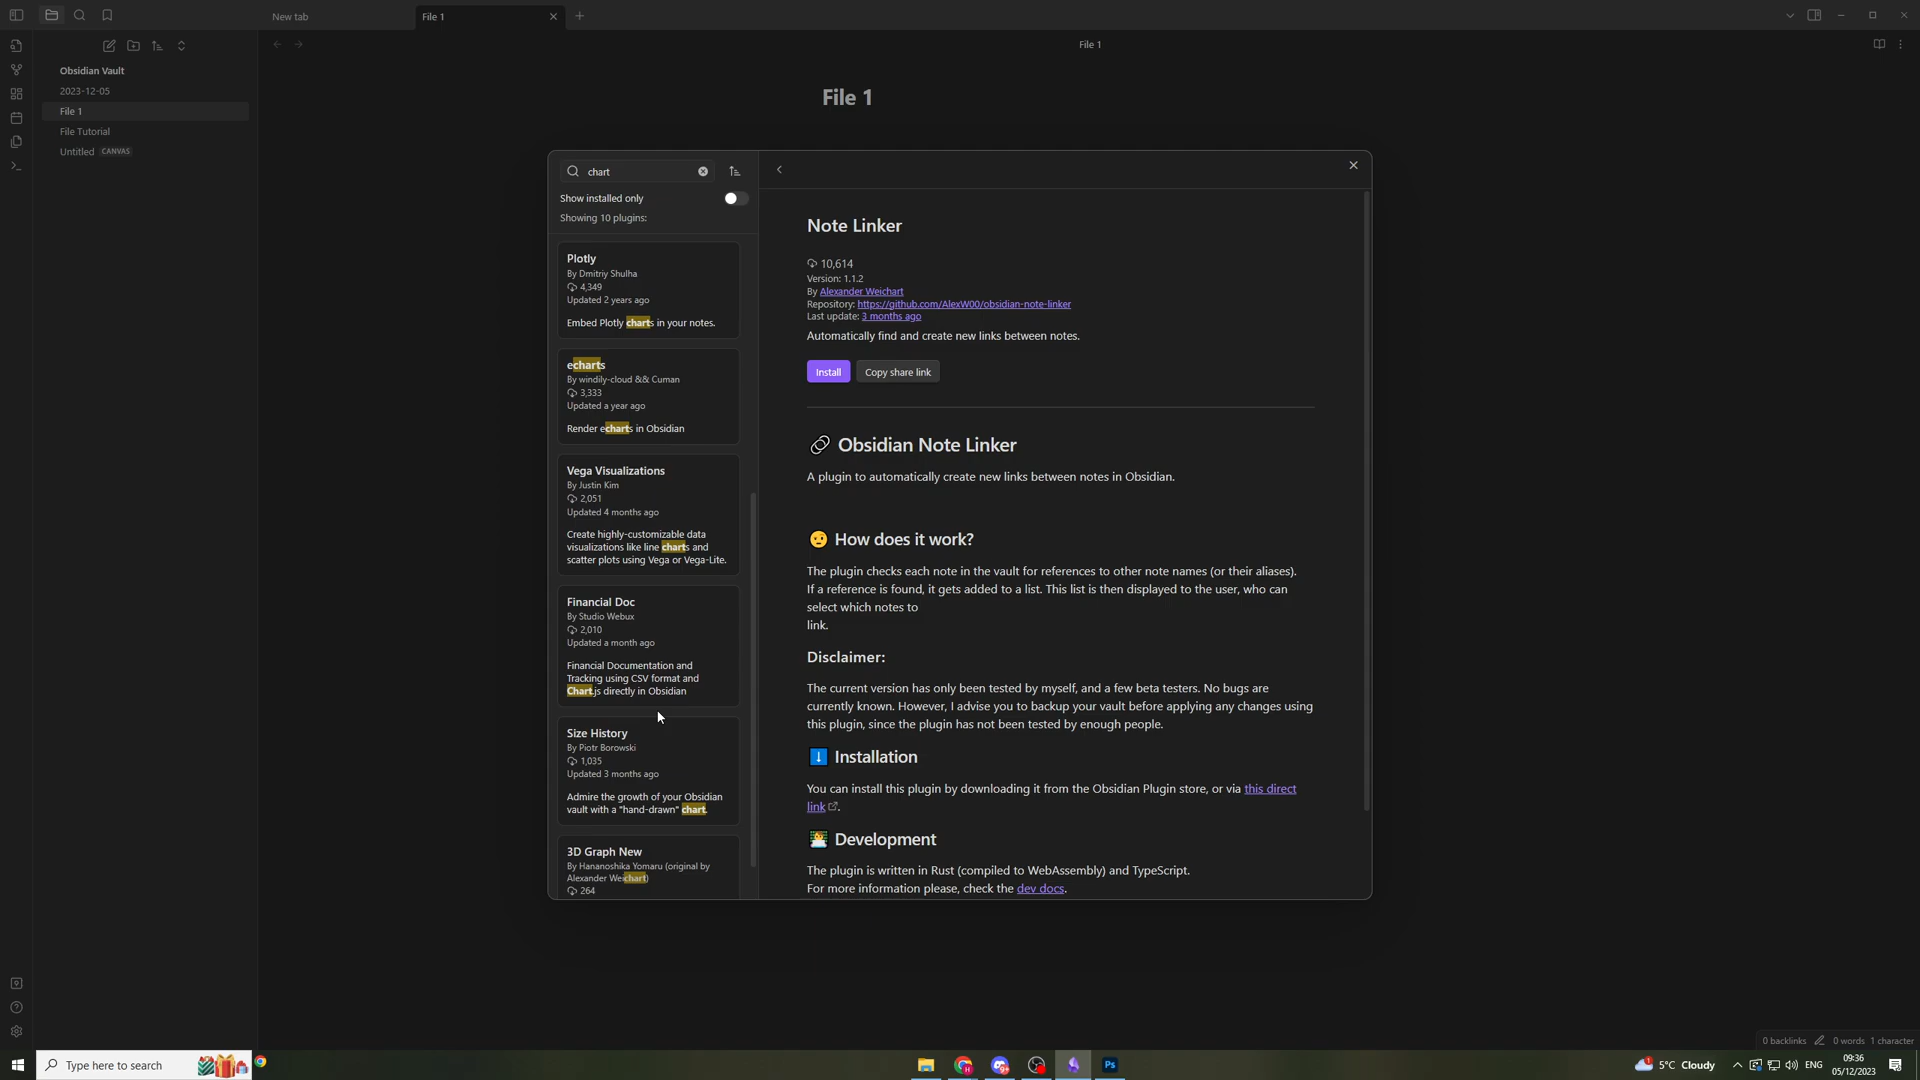 New tab
File 1
File 1
Obsidian Vault
2023-12-05
File 1
File Tutorial
Untitled CANVAS
File 1
chart
Show installed only
Showing 10 plugins:
Plotly
By Dmitriy Shulha
4,349
Updated 2 years ago
Embed Plotly charts in your notes.
echarts
By windily-cloud && Cuman
3,333
Updated a year ago
Render echarts in Obsidian
Vega Visualizations
By Justin Kim
2,051
Updated 4 months ago
Create highly-customizable data
visualizations like line charts and
scatter plots using Vega or Vega-Lite.
Financial Doc
By Studio Webux
2,010
Updated a month ago
Financial Documentation and
Tracking using CSV format and
Chart.js directly in Obsidian
Size History
By Piotr Borowski
1,035
Updated 3 months ago
Admire the growth of your Obsidian
vault with a "hand-drawn" chart.
3D Graph New
By Hananoshika Yomaru (original by
Alexander Weichart)
264
Note Linker
10,614
Version: 1.1.2
By Alexander Weichart
Repository: https://github.com/AlexW00/obsidian-note-linker
Last update: 3 months ago
Automatically find and create new links between notes.
Install Copy share link
Obsidian Note Linker
A plugin to automatically create new links between notes in Obsidian.
How does it work?
The plugin checks each note in the vault for references to other note names (or their aliases).
If a reference is found, it gets added to a list. This list is then displayed to the user, who can
select which notes to
link.
Disclaimer:
The current version has only been tested by myself, and a few beta testers. No bugs are
currently known. However, I advise you to backup your vault before applying any changes using
this plugin, since the plugin has not been tested by enough people.
Installation
You can install this plugin by downloading it from the Obsidian Plugin store, or via this direct
link.
Development
The plugin is written in Rust (compiled to WebAssembly) and TypeScript.
For more information please, check the dev docs.
0 backlinks 0 words 1 character
Type here to search
Ps
5°C Cloudy
ENG
09:36
05/12/2023